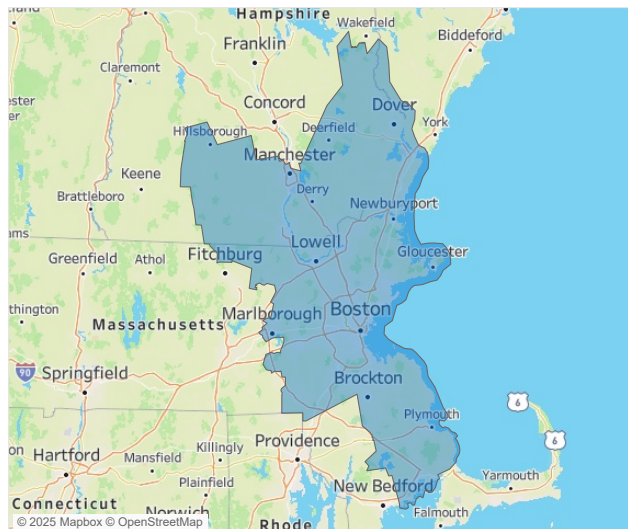 Hampshire
Wakefield
Biddeford
Franklin
Claremont
ester
er
Concord
Dover
York
Hillsborough
Deerfield
Manchester
Keene
Derry
Brattleboro
Newburyport
ams
Lowell
Fitchburg
Gloucester
Greenfield
Athol
thington
Marlborough
Boston
Massachusetts
90
Springfield
Brockton
6
Plymouth
on
Providence
Killingly
6
Hartford
Mansfield
Plainfield
New Bedford
Yarmouth
Connecticut
Norwich
Falmouth
Rhode
© 2025 Mapbox © OpenStreetMap